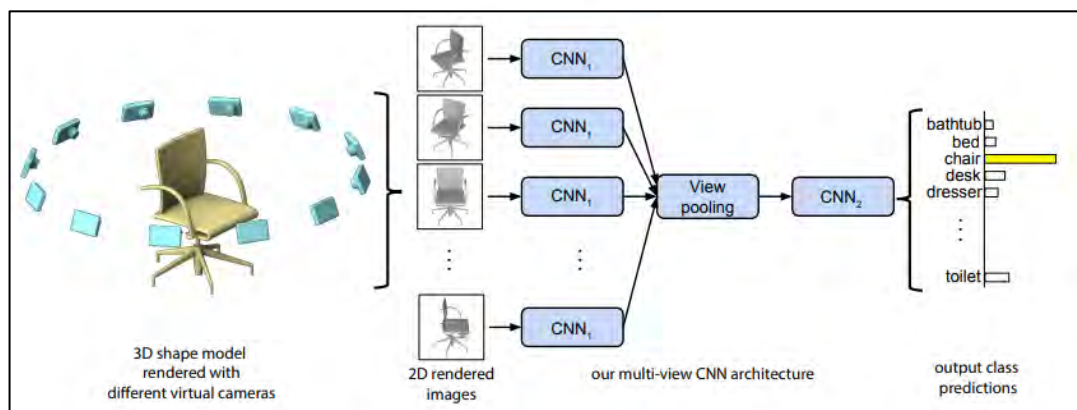 CNN₁
CNN₁
CNN₁
CNN₁
View
pooling
CNN₂
bathtub
bed
chair
desk
dresser
toilet
3D shape model
rendered with
different virtual cameras
2D rendered
images
our multi-view CNN architecture
output class
predictions